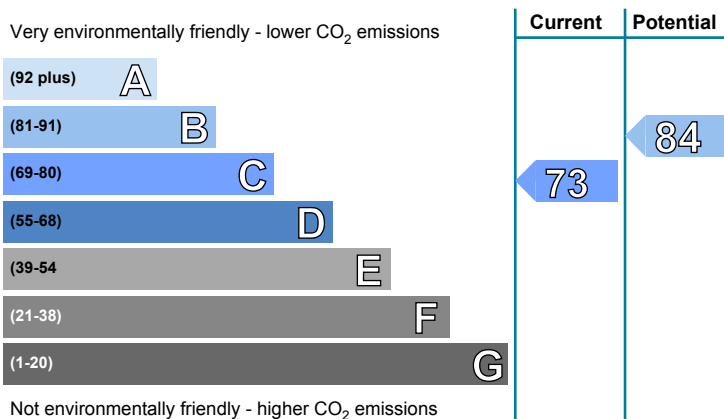 Current Potential
Very environmentally friendly - lower CO2 emissions
(92 plus) A
(81-91) B
84
(69-80) C
73
(55-68) D
(39-54 E
(21-38) F
(1-20) G
Not environmentally friendly - higher CO2 emissions